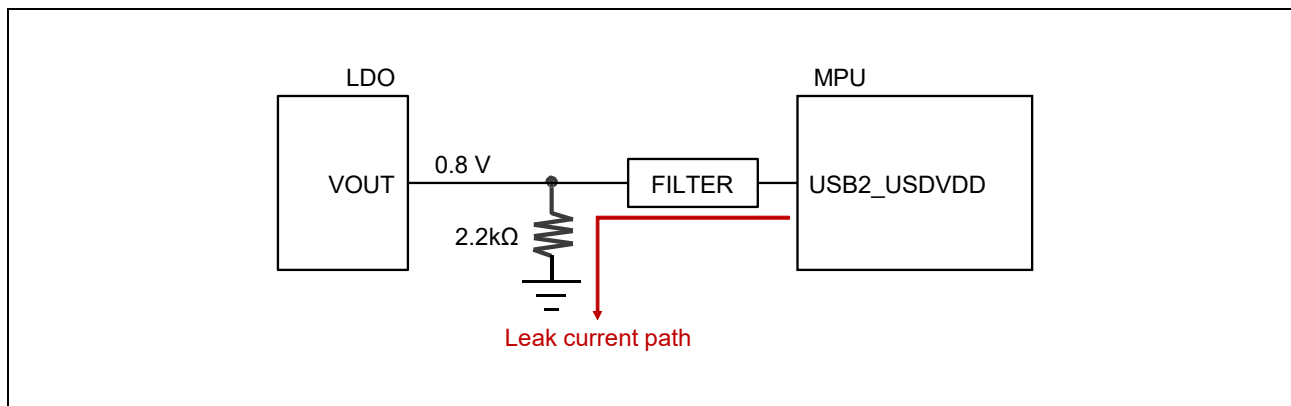 LDO
MPU
0.8 V
VOUT
FILTER
USB2_USDVDD
2.2kΩ
Leak current path